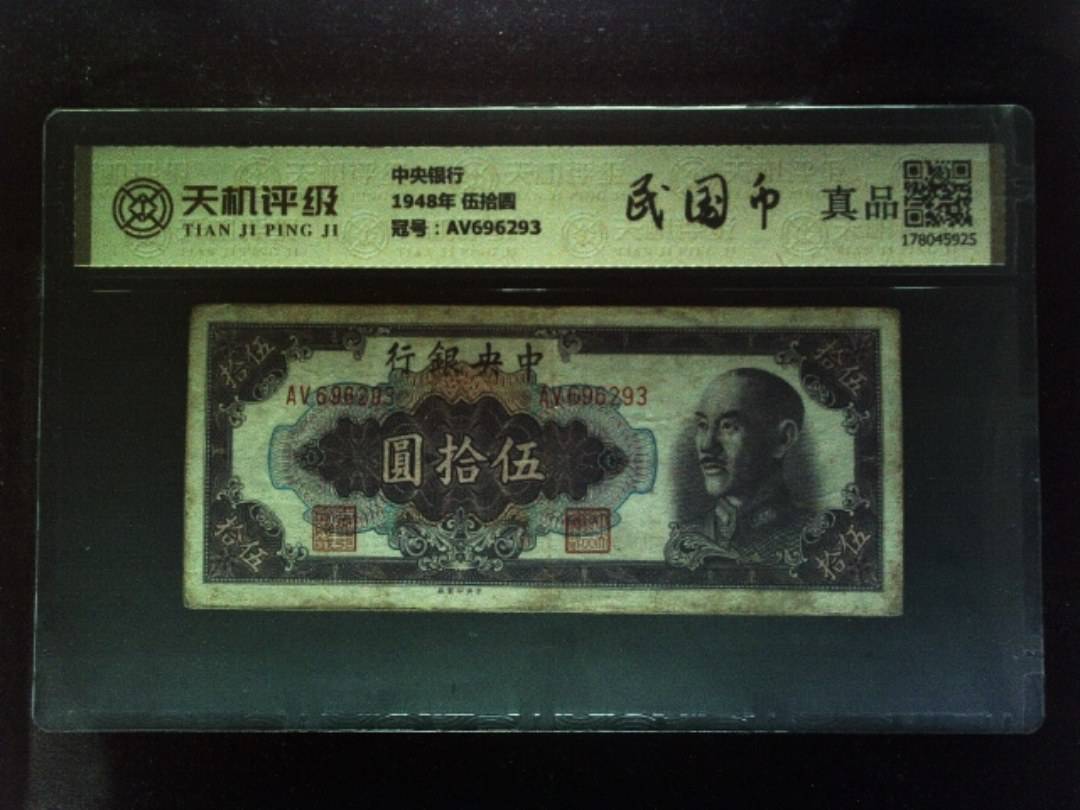 天机评级
TIAN JI PING JI
中央银行
1948年 伍拾圆
冠号：AV696293
民国币
真品
178045925
行銀央中
拾伍
拾伍
AV696293
AV696293
圓拾伍
拾伍
拾伍